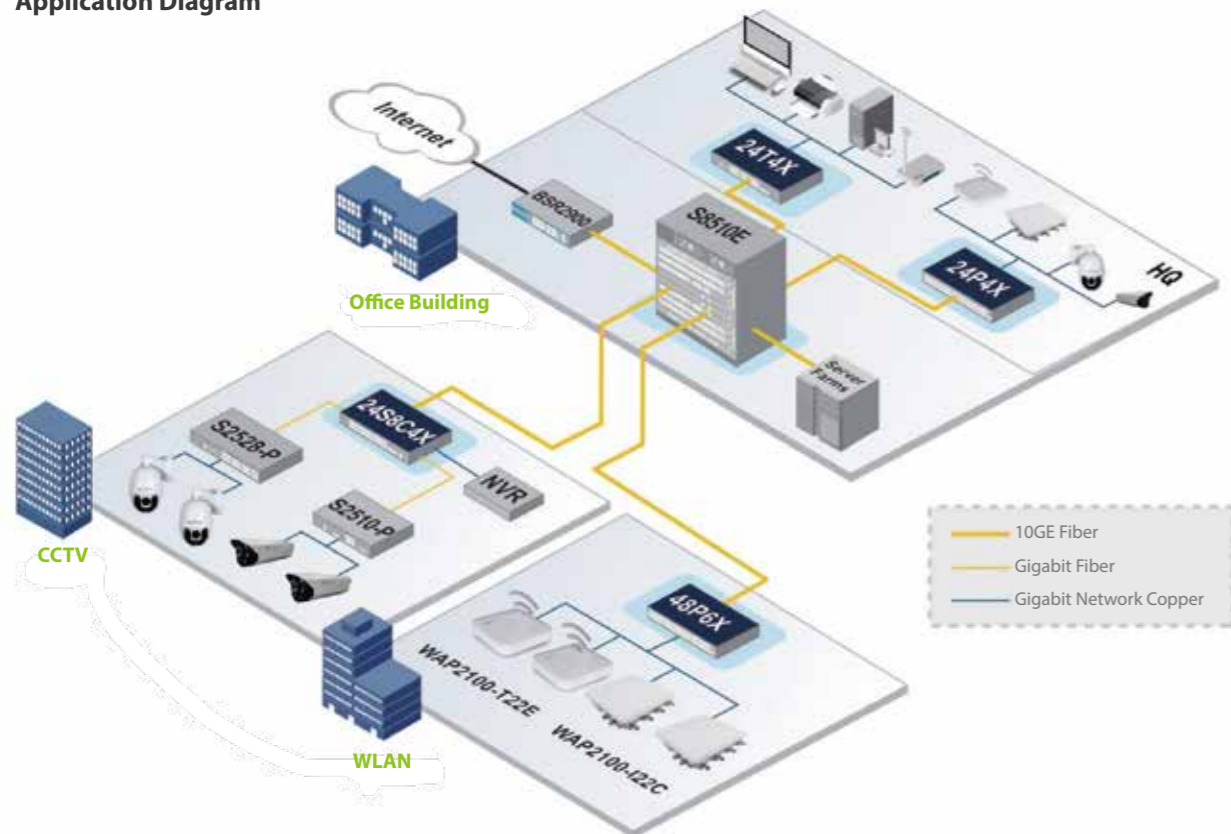 Application Diagram
Internet
BSR2900
Office Building
24T4X
S8510E
24P4X
HQ
Server
Farms
24S8C4X
S2528-P
NVR
S2510-P
CCTV
48P6X
WAP2100-T22E
WAP2100-I22C
WLAN
10GE Fiber
Gigabit Fiber
Gigabit Network Copper